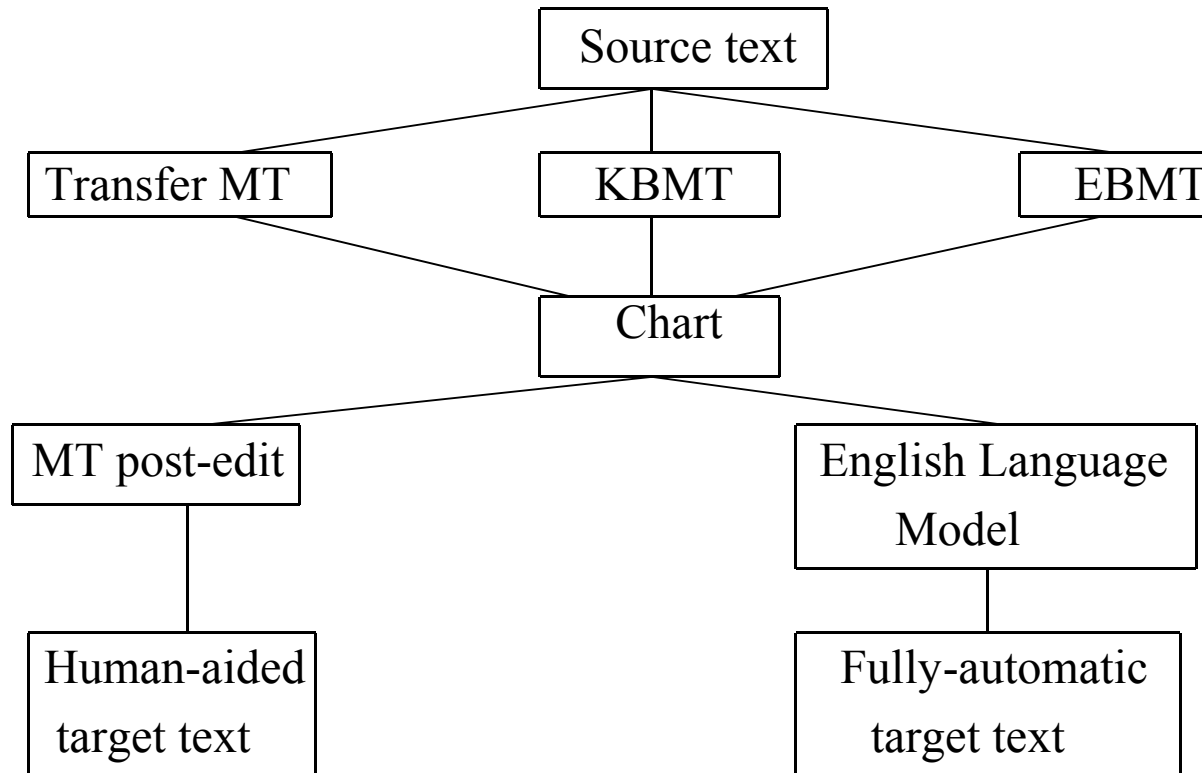 Source text
Transfer MT
KBMT
EBMT
Chart
MT post-edit
English Language
Model
Human-aided
target text
Fully-automatic
target text